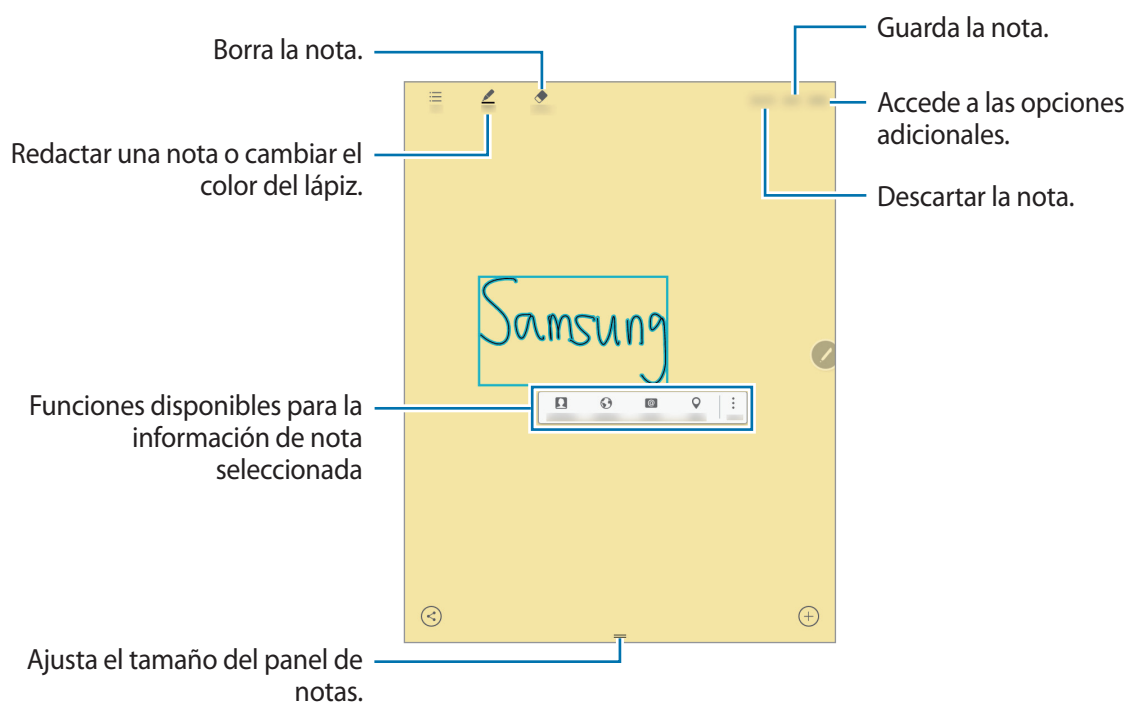 Borra la nota.
Guarda la nota.
Redactar una nota o cambiar el
color del lápiz.
Accede a las opciones
adicionales.
Descartar la nota.
Samsung
Funciones disponibles para la
información de nota
seleccionada
Ajusta el tamaño del panel de
notas.